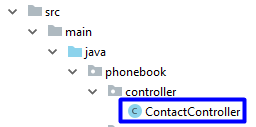 src
main
java
phonebook
controller
C ContactController